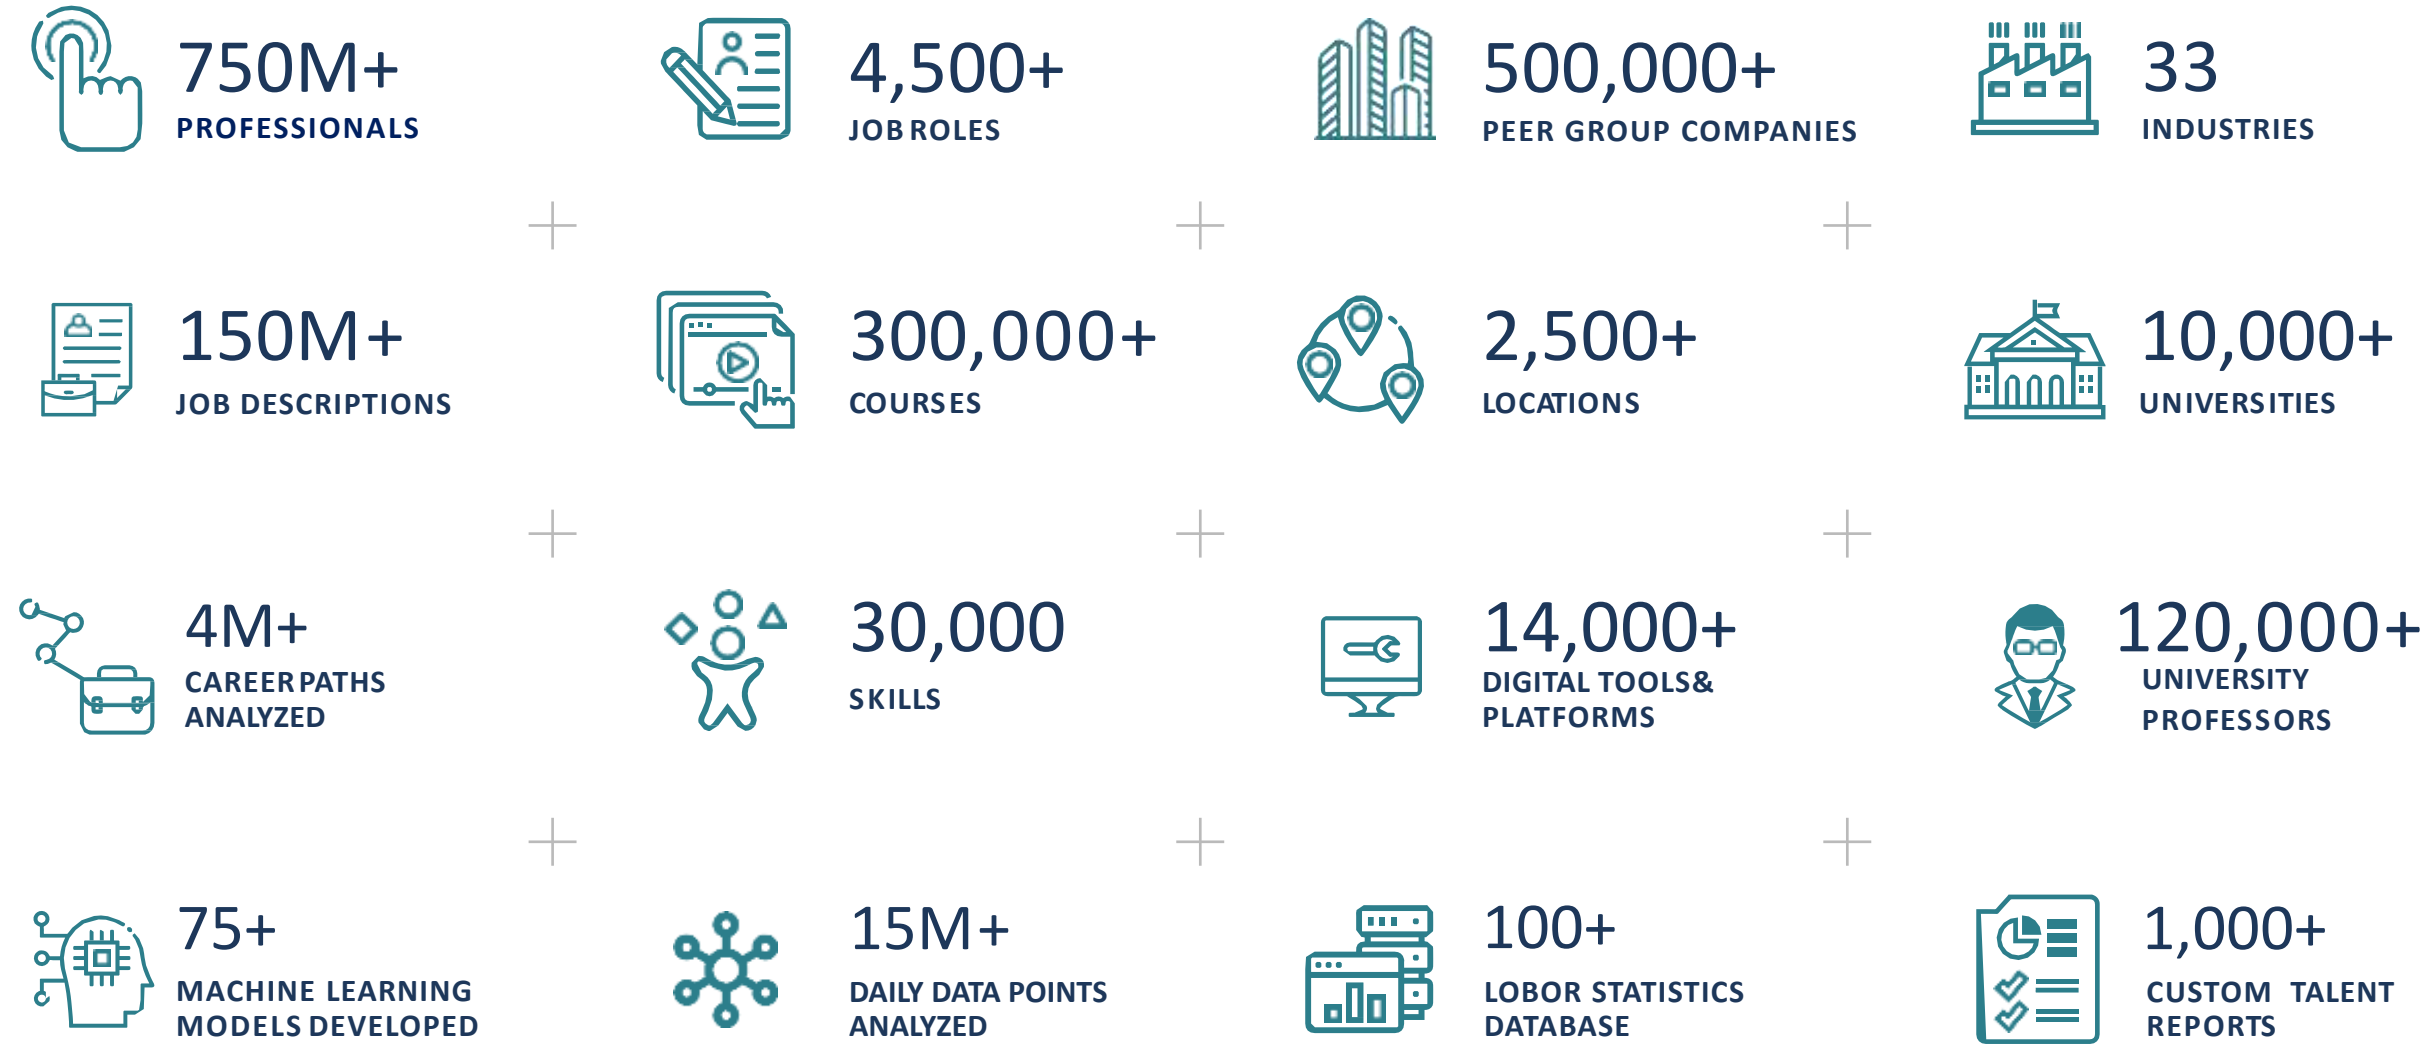 750M+
PROFESSIONALS
4,500+
JOB ROLES
500,000+
PEER GROUP COMPANIES
33
INDUSTRIES
150M+
JOB DESCRIPTIONS
300,000+
COURSES
2,500+
LOCATIONS
10,000+
UNIVERSITIES
4M+
CAREER PATHS
ANALYZED
30,000
SKILLS
14,000+
DIGITAL TOOLS&
PLATFORMS
120,000+
UNIVERSITY
PROFESSORS
75+
MACHINE LEARNING
MODELS DEVELOPED
15M+
DAILY DATA POINTS
ANALYZED
100+
LOBOR STATISTICS
DATABASE
1,000+
CUSTOM TALENT
REPORTS